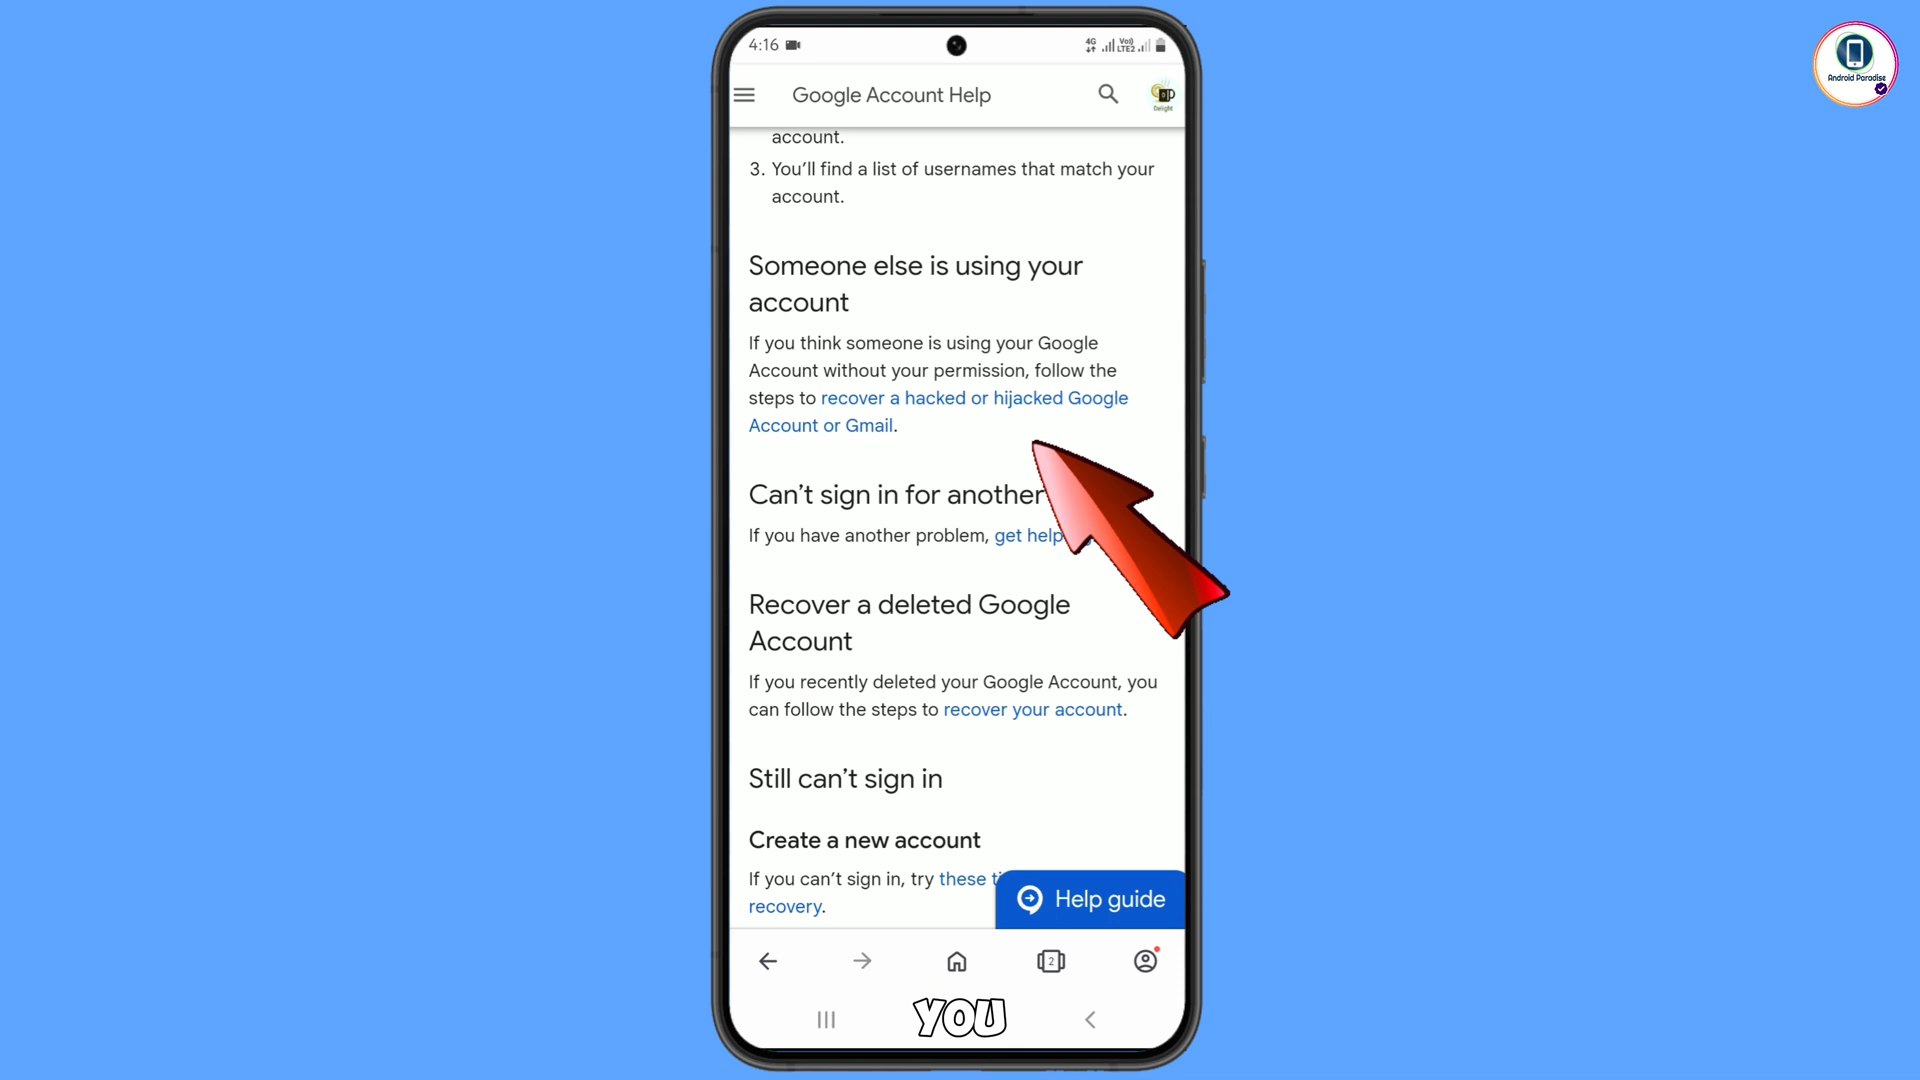 4:16
4G
Vo))
LTE2
Android Paradise
Google Account Help
Delight
account.
3. You’ll find a list of usernames that match your
account.
Someone else is using your
account
If you think someone is using your Google
Account without your permission, follow the
steps to recover a hacked or hijacked Google
Account or Gmail.
Can’t sign in for another
If you have another problem, get help
Recover a deleted Google
Account
If you recently deleted your Google Account, you
can follow the steps to recover your account.
Still can’t sign in
Create a new account
If you can’t sign in, try these
Help guide
recovery.
2
YOU